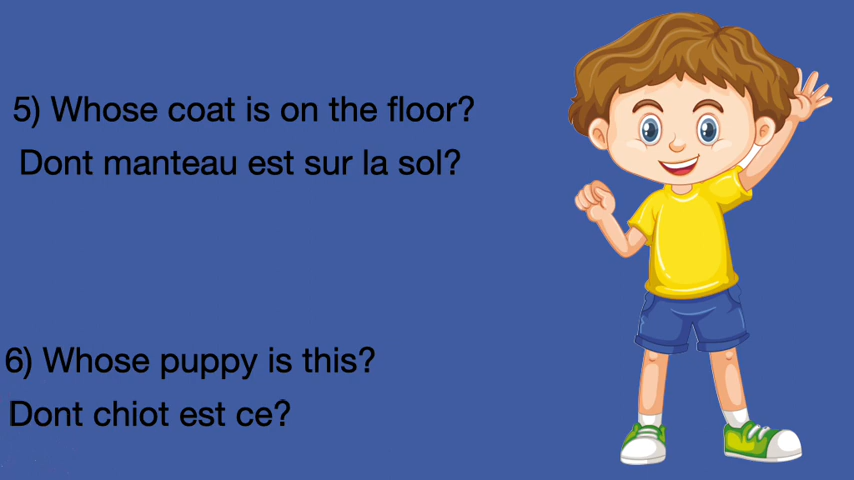 5) Whose coat is on the floor?
Dont manteau est sur la sol?
6) Whose puppy is this?
Dont chiot est ce?